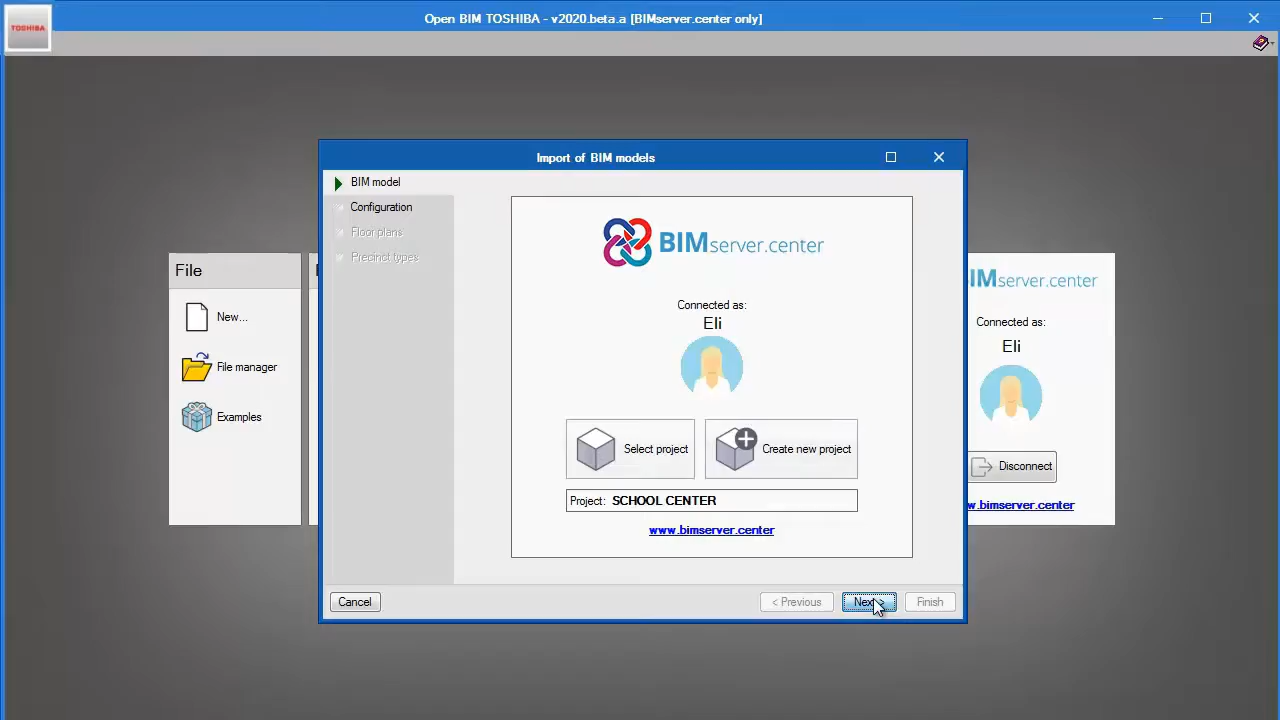 Open BIM TOSHIBA - v2020.beta.a [BIMserver.center only]
TOSHIBA
Import of BIM models
BIM model
Configuration
Floor plans
Precinct types
BIMserver.center
Connected as:
Eli
Select project
Create new project
Project: SCHOOL CENTER
www.bimserver.center
Cancel
< Previous
Next >
Finish
File
New...
File manager
Examples
IMserver.center
Connected as:
Eli
Disconnect
w.bimserver.center